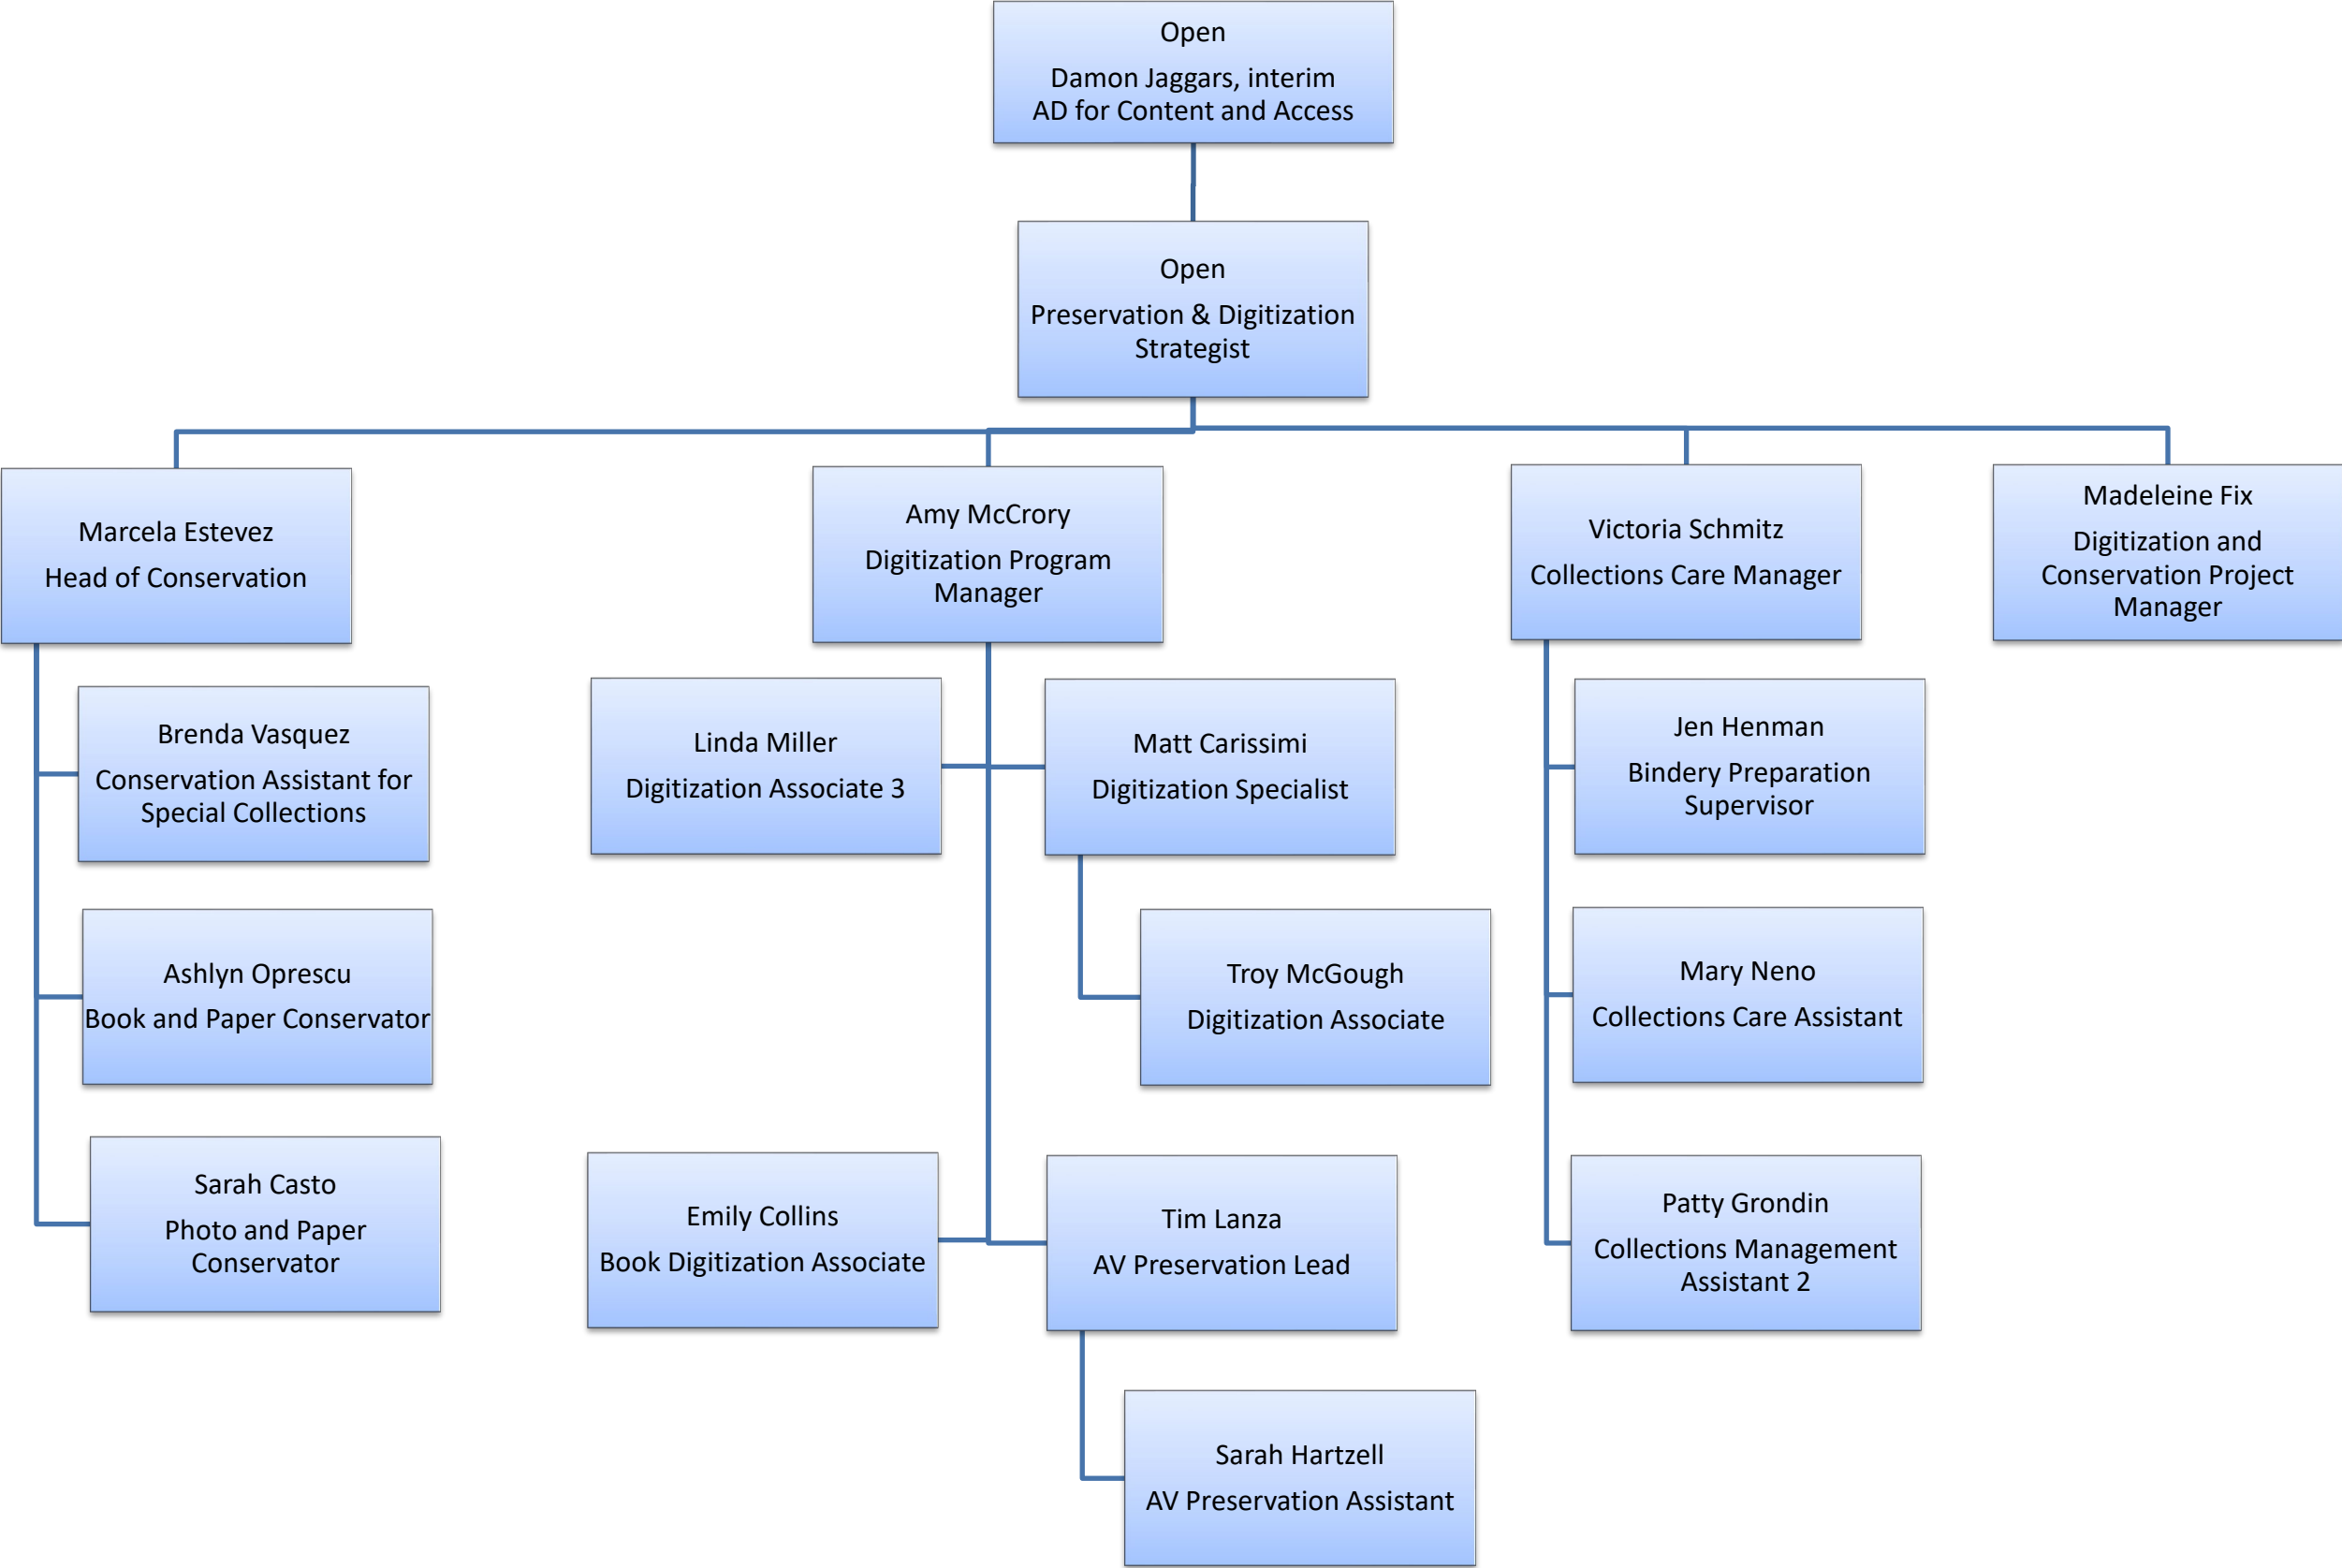 Open
Damon Jaggars, interim
AD for Content and Access
Open
Preservation & Digitization
Strategist
Marcela Estevez
Head of Conservation
Brenda Vasquez
Conservation Assistant for
Special Collections
Ashlyn Oprescu
Book and Paper Conservator
Sarah Casto
Photo and Paper
Conservator
Amy McCrory
Digitization Program
Manager
Linda Miller
Digitization Associate 3
Matt Carissimi
Digitization Specialist
Troy McGough
Digitization Associate
Emily Collins
Book Digitization Associate
Tim Lanza
AV Preservation Lead
Sarah Hartzell
AV Preservation Assistant
Victoria Schmitz
Collections Care Manager
Jen Henman
Bindery Preparation
Supervisor
Mary Neno
Collections Care Assistant
Patty Grondin
Collections Management
Assistant 2
Madeleine Fix
Digitization and
Conservation Project
Manager